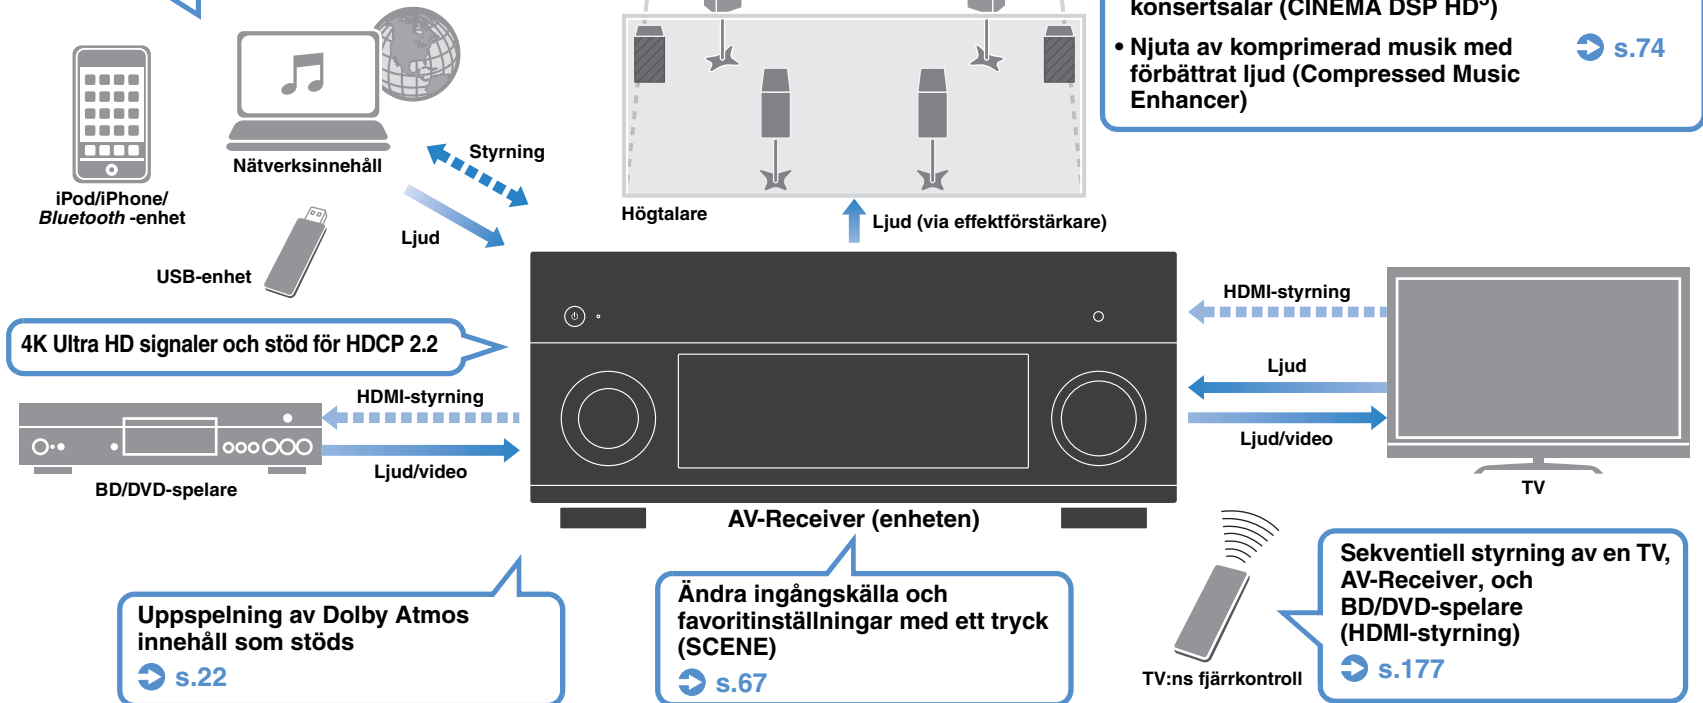 konsertsalar (CINEMA DSP HD³)
• Njuta av komprimerad musik med
förbättrat ljud (Compressed Music
Enhancer)
s.74
Nätverksinnehåll
Styrning
iPod/iPhone/
Bluetooth -enhet
Högtalare
Ljud (via effektförstärkare)
Ljud
USB-enhet
HDMI-styrning
4K Ultra HD signaler och stöd för HDCP 2.2
Ljud
HDMI-styrning
Ljud/video
Ljud/video
BD/DVD-spelare
TV
AV-Receiver (enheten)
Uppspelning av Dolby Atmos
innehåll som stöds
s.22
Ändra ingångskälla och
favoritinställningar med ett tryck
(SCENE)
s.67
TV:ns fjärrkontroll
Sekventiell styrning av en TV,
AV-Receiver, och
BD/DVD-spelare
(HDMI-styrning)
s.177